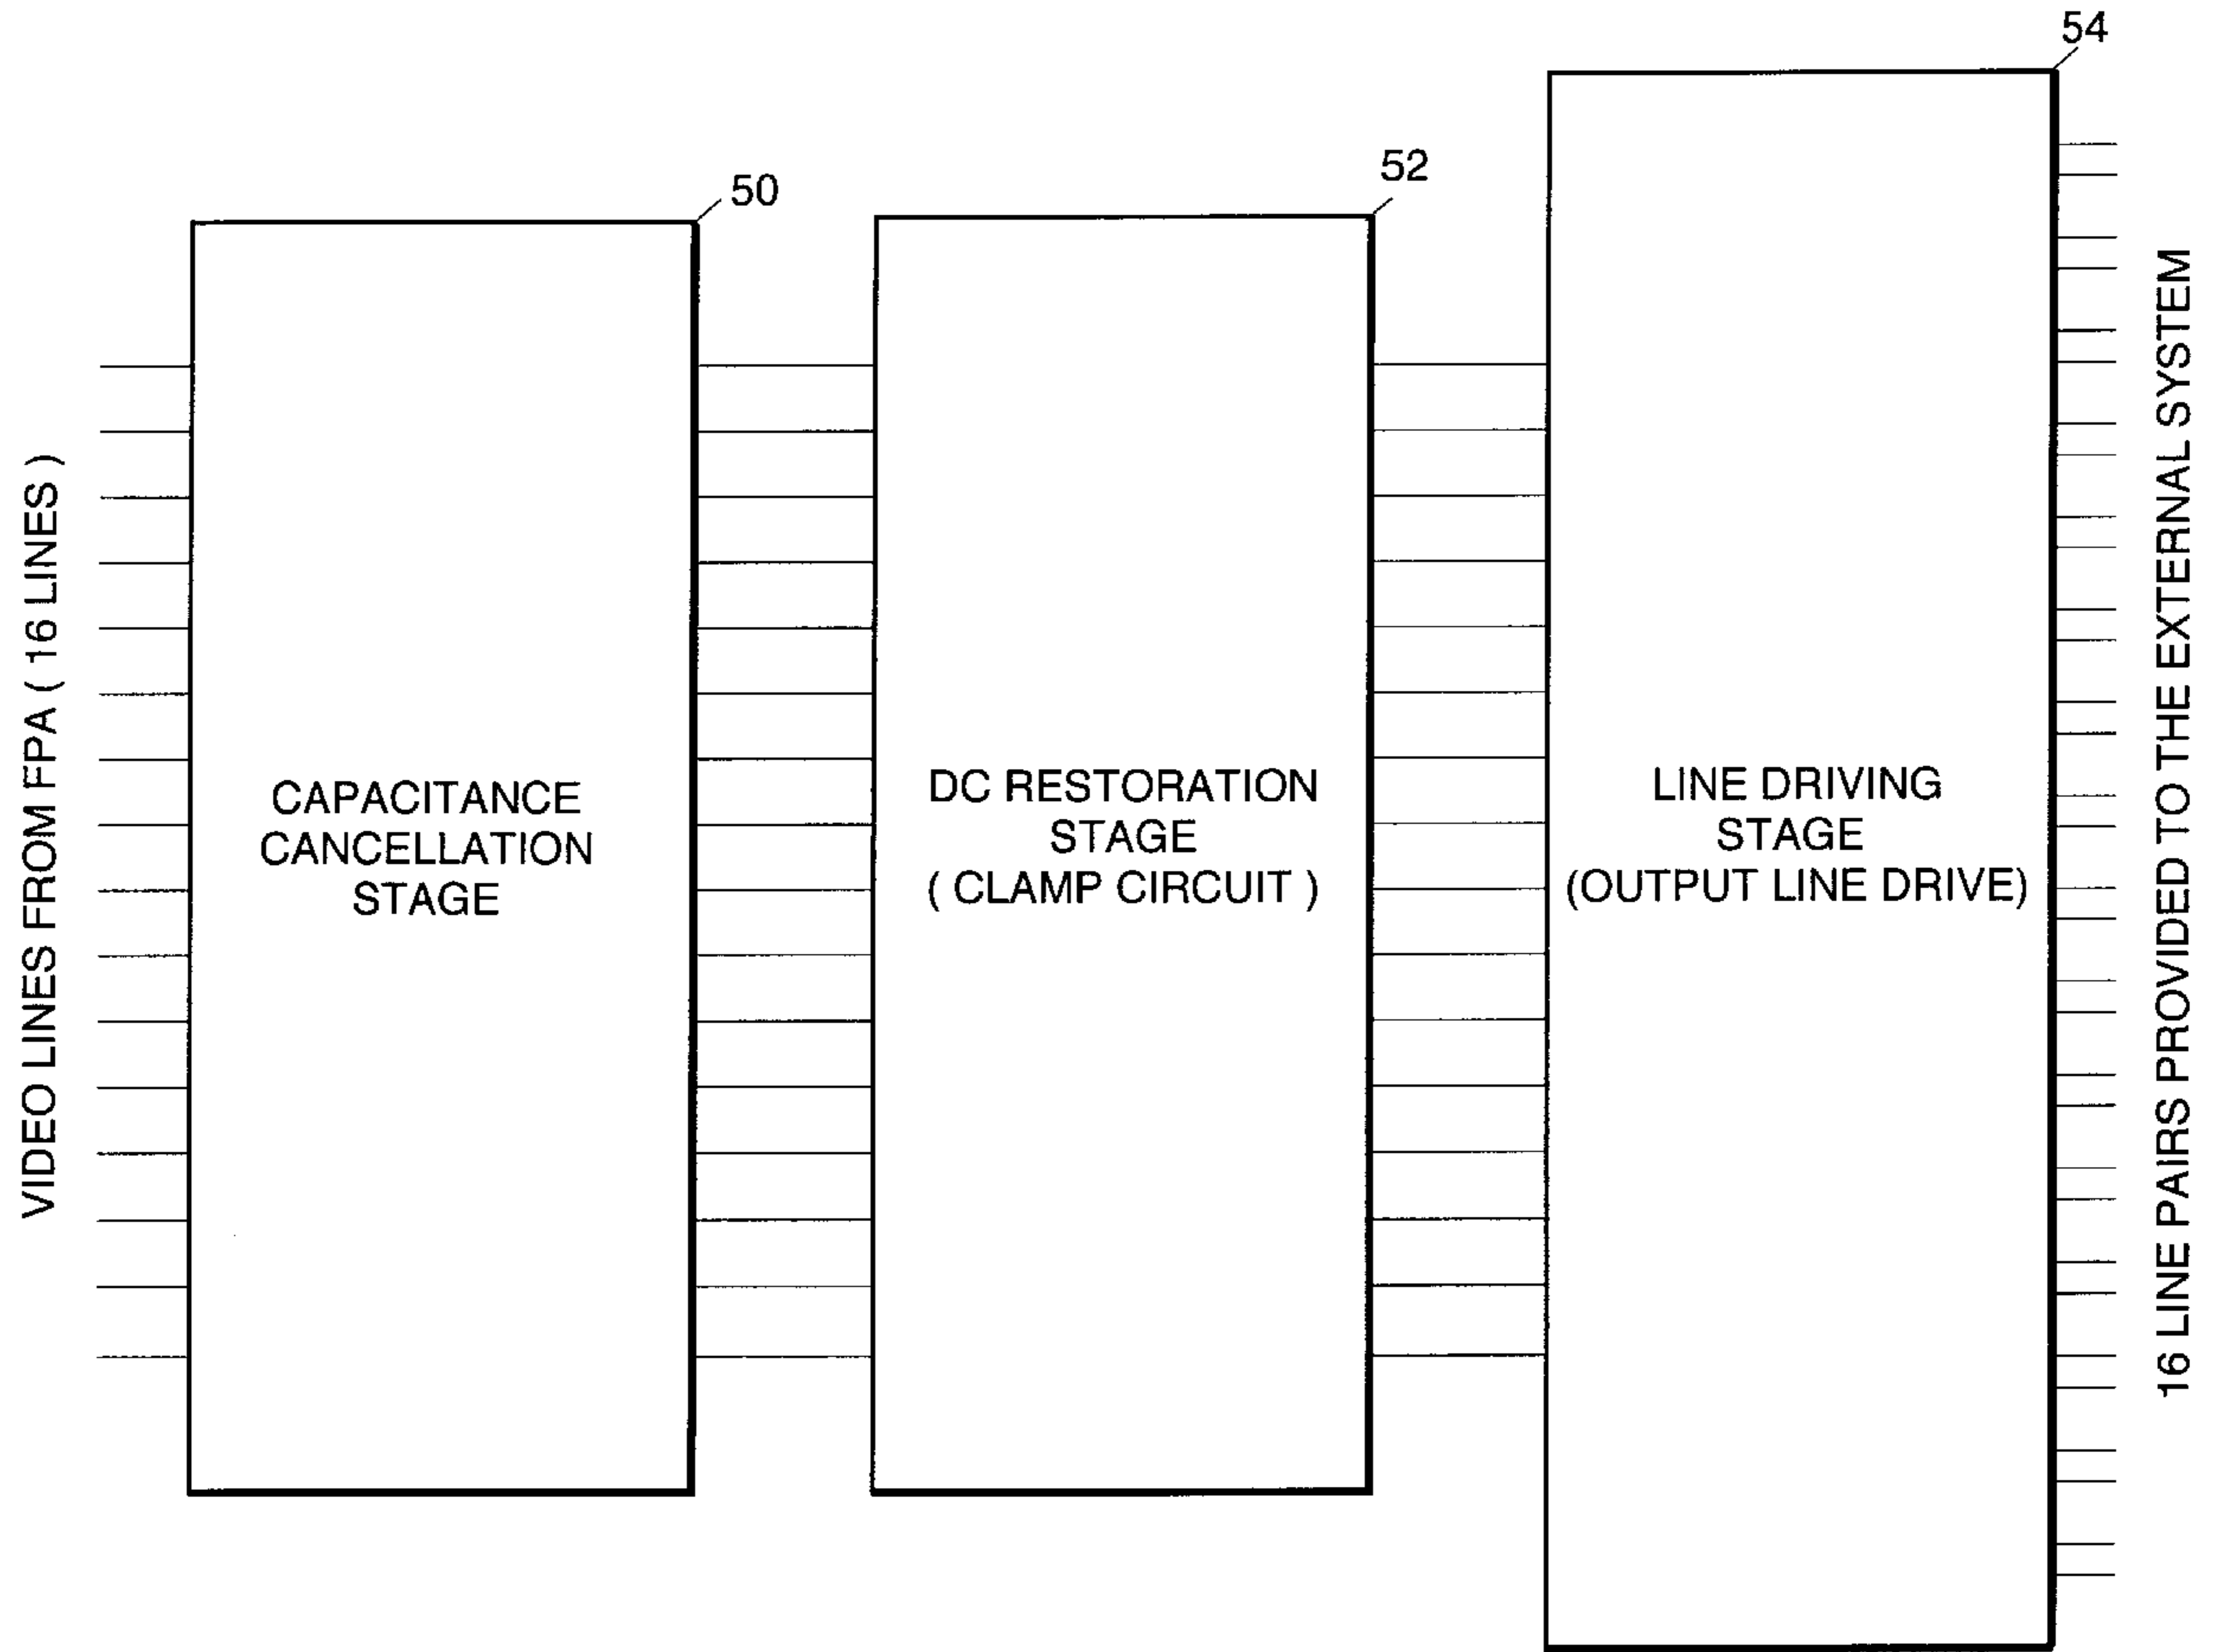 VIDEO LINES FROM FPA ( 16 LINES )
50
CAPACITANCE
CANCELLATION
STAGE
52
DC RESTORATION
STAGE
( CLAMP CIRCUIT )
54
LINE DRIVING
STAGE
(OUTPUT LINE DRIVE)
16 LINE PAIRS PROVIDED TO THE EXTERNAL SYSTEM